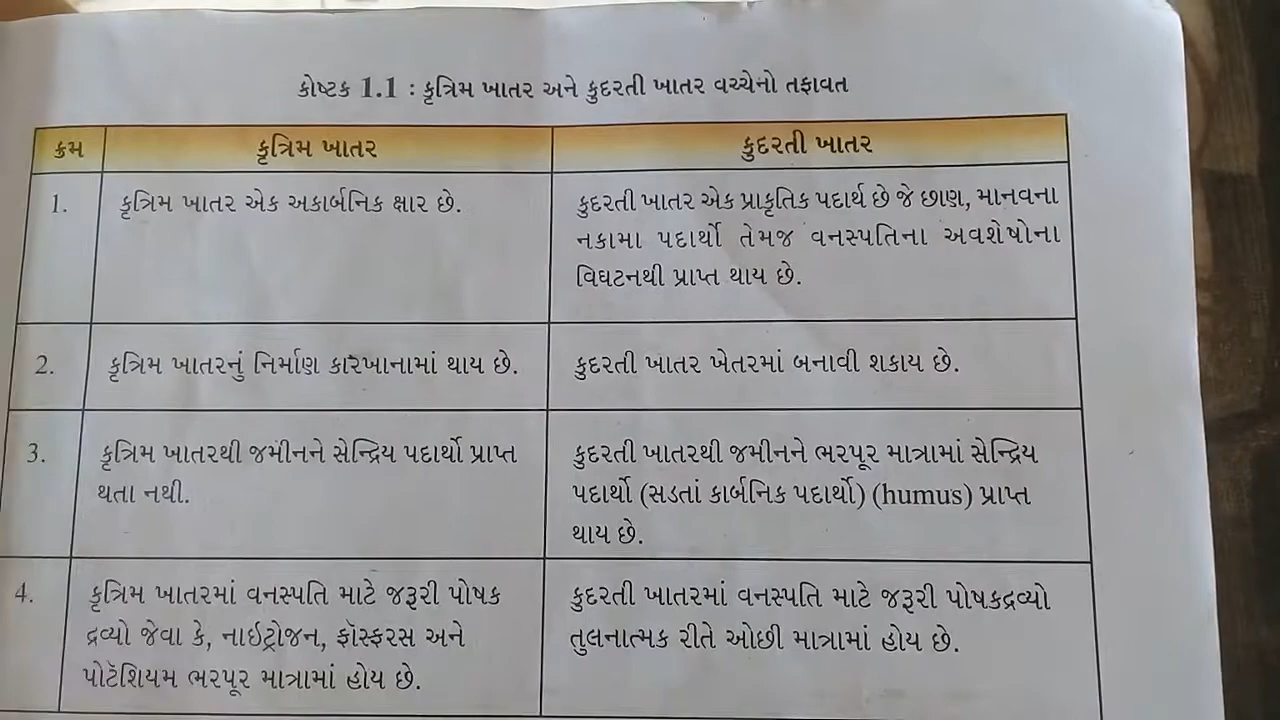 કોષ્ટક 1.1 : કૃત્રિમ ખાતર અને કુદરતી ખાતર વચ્ચેનો તફાવત
ક્રમ
કૃત્રિમ ખાતર
કુદરતી ખાતર
1.
કૃત્રિમ ખાતર એક અકાર્બનિક ક્ષાર છે.
કુદરતી ખાતર એક પ્રાકૃતિક પદાર્થ છે જે છાણ, માનવના
નકામા પદાર્થો તેમજ વનસ્પતિના અવશેષોના
વિઘટનથી પ્રાપ્ત થાય છે.
2.
કૃત્રિમ ખાતરનું નિર્માણ કારખાનામાં થાય છે.
કુદરતી ખાતર ખેતરમાં બનાવી શકાય છે.
3.
કૃત્રિમ ખાતરથી જમીનને સેન્દ્રિય પદાર્થો પ્રાપ્ત
થતા નથી.
કુદરતી ખાતરથી જમીનને ભરપૂર માત્રામાં સેન્દ્રિય
પદાર્થો (સડતાં કાર્બનિક પદાર્થો) (humus) પ્રાપ્ત
થાય છે.
4.
કૃત્રિમ ખાતરમાં વનસ્પતિ માટે જરૂરી પોષક
દ્રવ્યો જેવા કે, નાઇટ્રોજન, ફૉસ્ફરસ અને
પોટૅશિયમ ભરપૂર માત્રામાં હોય છે.
કુદરતી ખાતરમાં વનસ્પતિ માટે જરૂરી પોષકદ્રવ્યો
તુલનાત્મક રીતે ઓછી માત્રામાં હોય છે.